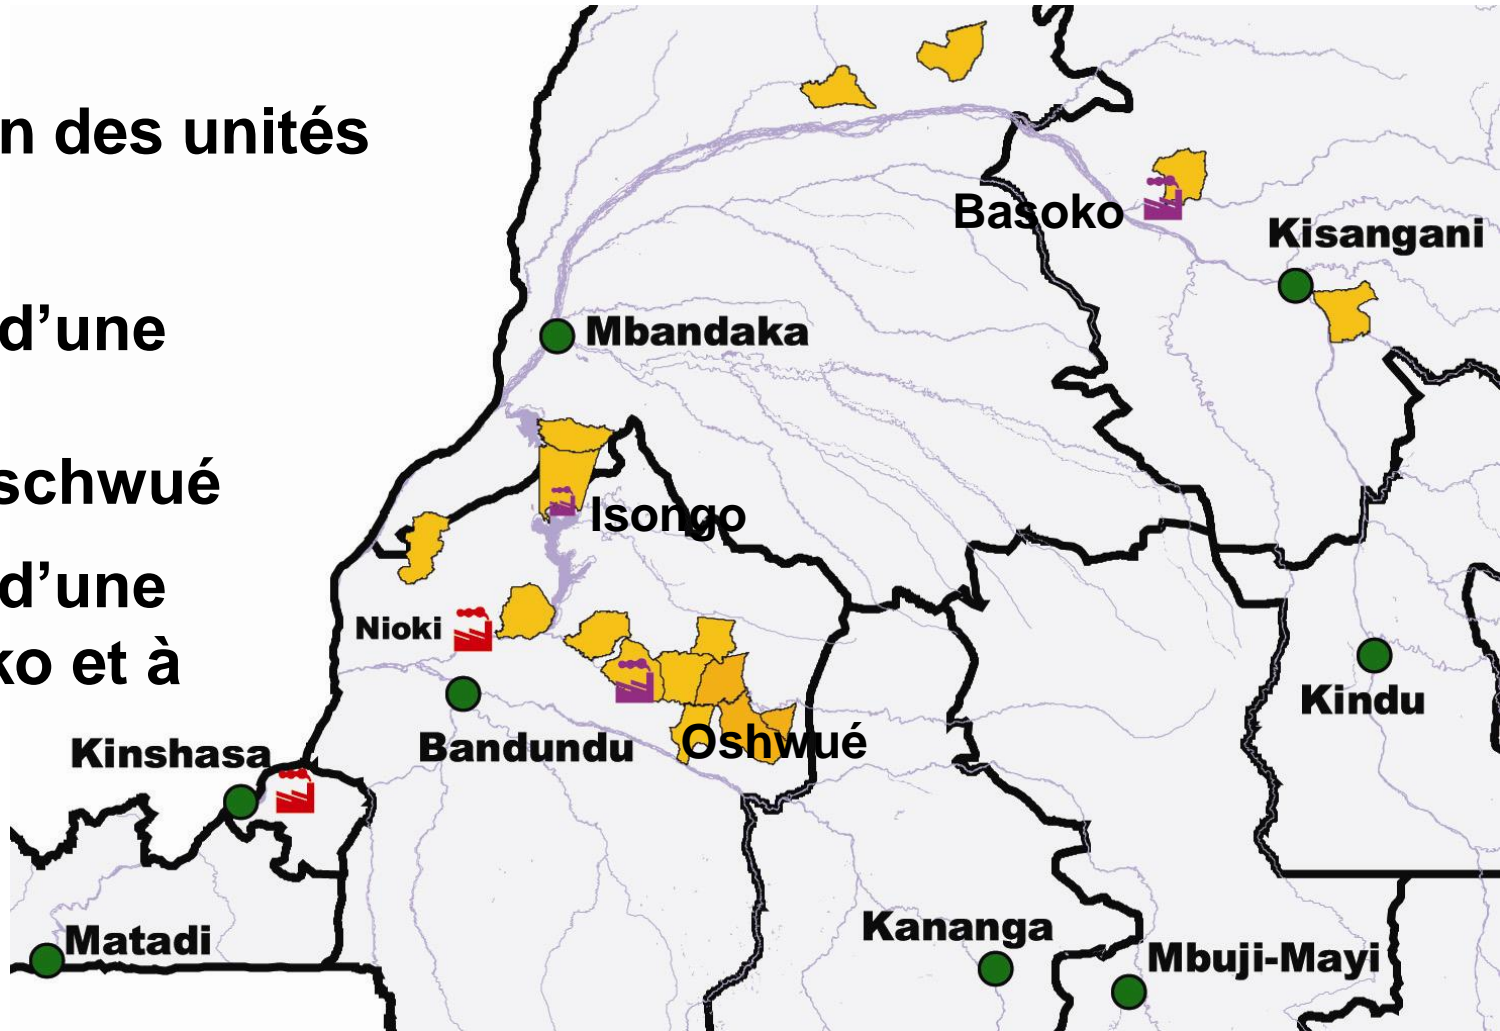 n des unités
d’une
schwué
d’une
ko et à
Basoko
Kisangani
Mbandaka
Isongo
Nioki
Kindu
Bandundu
Oshwué
Kinshasa
Kananga
Matadi
Mbuji-Mayi